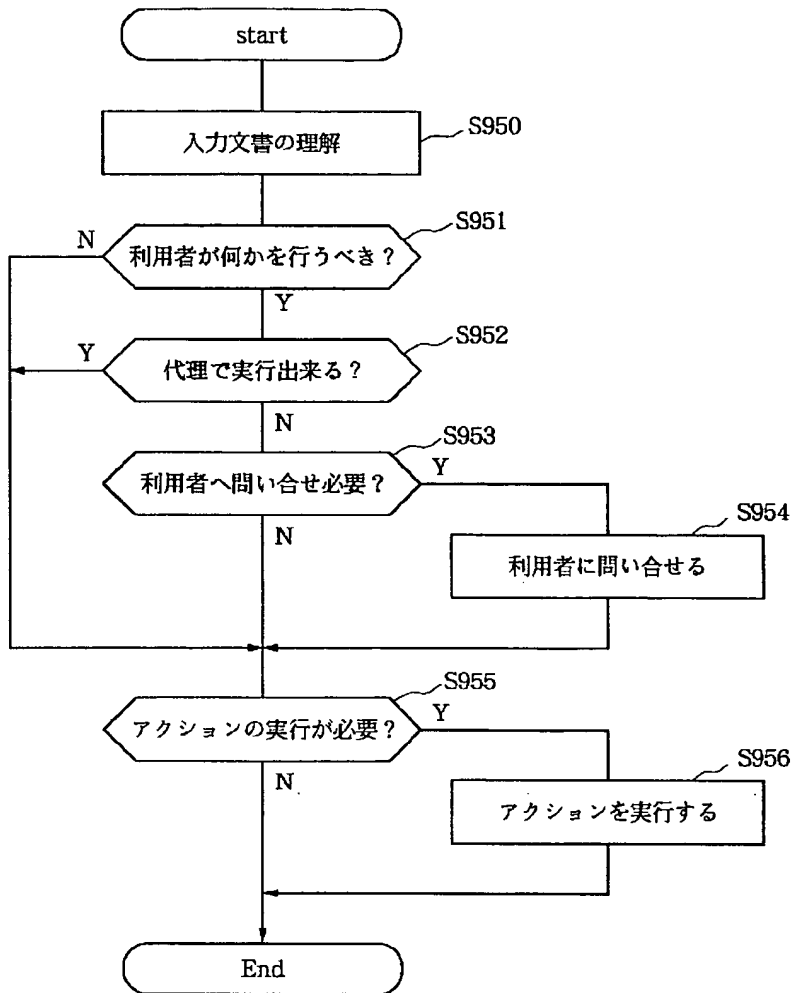 start
入力文書の理解
S950
利用者が何かを行うべき?
S951
N
Y
代理で実行出来る?
S952
Y
N
利用者へ問い合せ必要?
S953
Y
N
利用者に問い合せる
S954
アクションの実行が必要?
S955
Y
N
アクションを実行する
S956
End